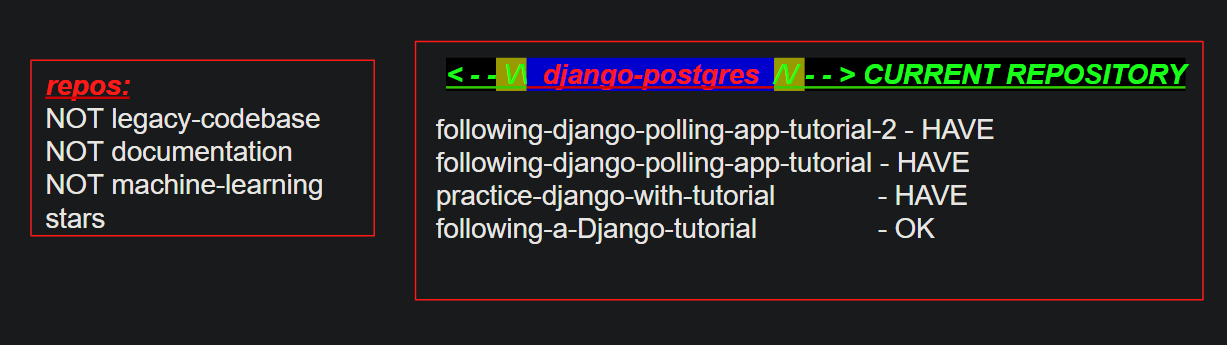 repos:
NOT legacy-codebase
NOT documentation
NOT machine-learning
stars
< - - \/\ django-postgres /\/ - - > CURRENT REPOSITORY
following-django-polling-app-tutorial-2 - HAVE
following-django-polling-app-tutorial - HAVE
practice-django-with-tutorial - HAVE
following-a-Django-tutorial - OK